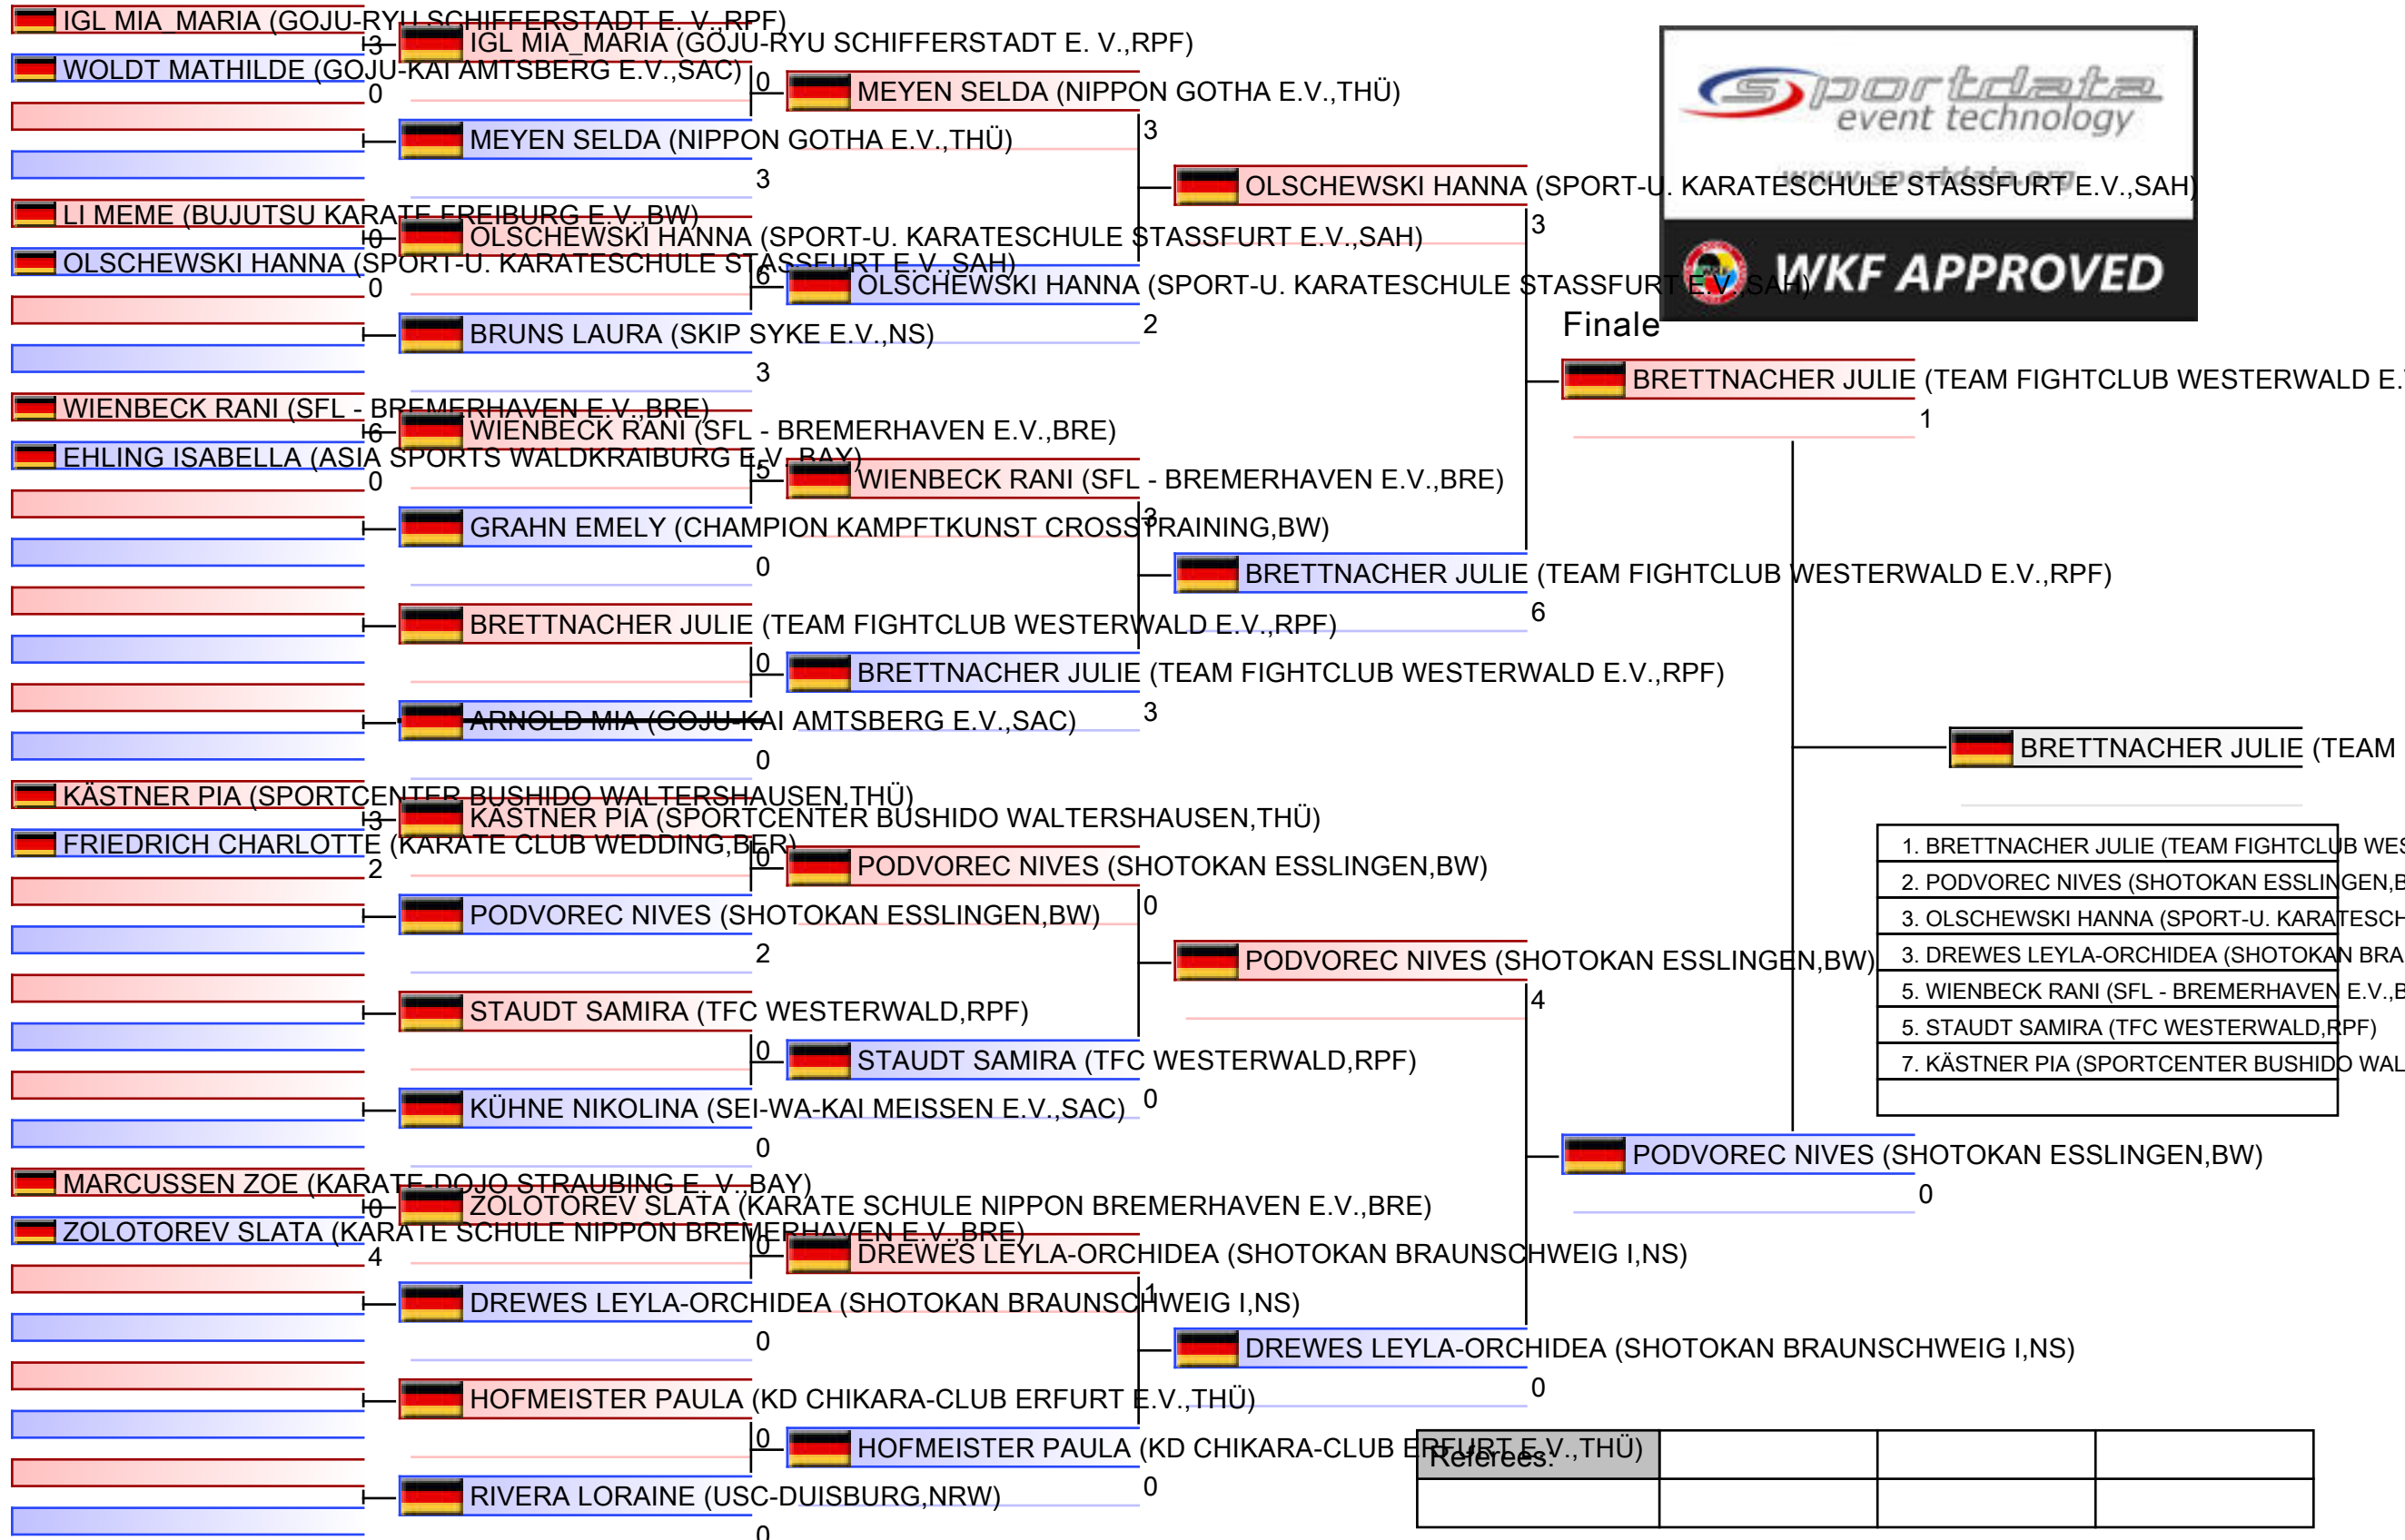 IGL MIA_MARIA (GOJU-RYU SCHIFFERSTADT E. V.,RPF)
3
WOLDT MATHILDE (GOJU-KAI AMTSBERG E.V.,SAC)
0
LI MEME (BUJUTSU KARATE FREIBURG E.V.,BW)
0
OLSCHEWSKI HANNA (SPORT-U. KARATESCHULE STASSFURT E.V.,SAH)
0
WIENBECK RANI (SFL - BREMERHAVEN E.V.,BRE)
6
EHLING ISABELLA (ASIA SPORTS WALDKRAIBURG E.V.,BAY)
0
KÄSTNER PIA (SPORTCENTER BUSHIDO WALTERSHAUSEN,THÜ)
3
FRIEDRICH CHARLOTTE (KARATE CLUB WEDDING,BER)
2
MARCUSSEN ZOE (KARATE-DOJO STRAUBING E. V.,BAY)
0
ZOLOTOREV SLATA (KARATE SCHULE NIPPON BREMERHAVEN E.V.,BRE)
4
IGL MIA_MARIA (GOJU-RYU SCHIFFERSTADT E. V.,RPF)
0
MEYEN SELDA (NIPPON GOTHA E.V.,THÜ)
3
OLSCHEWSKI HANNA (SPORT-U. KARATESCHULE STASSFURT E.V.,SAH)
6
BRUNS LAURA (SKIP SYKE E.V.,NS)
3
WIENBECK RANI (SFL - BREMERHAVEN E.V.,BRE)
5
GRAHN EMELY (CHAMPION KAMPFTKUNST CROSSTRAINING,BW)
0
BRETTNACHER JULIE (TEAM FIGHTCLUB WESTERWALD E.V.,RPF)
0
ARNOLD MIA (GOJU-KAI AMTSBERG E.V.,SAC)
0
KÄSTNER PIA (SPORTCENTER BUSHIDO WALTERSHAUSEN,THÜ)
0
PODVOREC NIVES (SHOTOKAN ESSLINGEN,BW)
2
STAUDT SAMIRA (TFC WESTERWALD,RPF)
0
KÜHNE NIKOLINA (SEI-WA-KAI MEISSEN E.V.,SAC)
0
ZOLOTOREV SLATA (KARATE SCHULE NIPPON BREMERHAVEN E.V.,BRE)
0
DREWES LEYLA-ORCHIDEA (SHOTOKAN BRAUNSCHWEIG I,NS)
0
HOFMEISTER PAULA (KD CHIKARA-CLUB ERFURT E.V.,THÜ)
0
RIVERA LORAINE (USC-DUISBURG,NRW)
0
MEYEN SELDA (NIPPON GOTHA E.V.,THÜ)
3
OLSCHEWSKI HANNA (SPORT-U. KARATESCHULE STASSFURT E.V.,SAH)
2
WIENBECK RANI (SFL - BREMERHAVEN E.V.,BRE)
3
BRETTNACHER JULIE (TEAM FIGHTCLUB WESTERWALD E.V.,RPF)
3
PODVOREC NIVES (SHOTOKAN ESSLINGEN,BW)
0
STAUDT SAMIRA (TFC WESTERWALD,RPF)
0
DREWES LEYLA-ORCHIDEA (SHOTOKAN BRAUNSCHWEIG I,NS)
1
HOFMEISTER PAULA (KD CHIKARA-CLUB ERFURT E.V.,THÜ)
0
OLSCHEWSKI HANNA (SPORT-U. KARATESCHULE STASSFURT E.V.,SAH)
3
BRETTNACHER JULIE (TEAM FIGHTCLUB WESTERWALD E.V.,RPF)
6
PODVOREC NIVES (SHOTOKAN ESSLINGEN,BW)
4
DREWES LEYLA-ORCHIDEA (SHOTOKAN BRAUNSCHWEIG I,NS)
0
sportdata
event technology
www.sportdata.org
WKF APPROVED
Finale
BRETTNACHER JULIE (TEAM FIGHTCLUB WESTERWALD E.
1
PODVOREC NIVES (SHOTOKAN ESSLINGEN,BW)
0
BRETTNACHER JULIE (TEAM
1. BRETTNACHER JULIE (TEAM FIGHTCLUB WES
2. PODVOREC NIVES (SHOTOKAN ESSLINGEN,B
3. OLSCHEWSKI HANNA (SPORT-U. KARATESCH
3. DREWES LEYLA-ORCHIDEA (SHOTOKAN BRA
5. WIENBECK RANI (SFL - BREMERHAVEN E.V.,B
5. STAUDT SAMIRA (TFC WESTERWALD,RPF)
7. KÄSTNER PIA (SPORTCENTER BUSHIDO WAL
Referees: